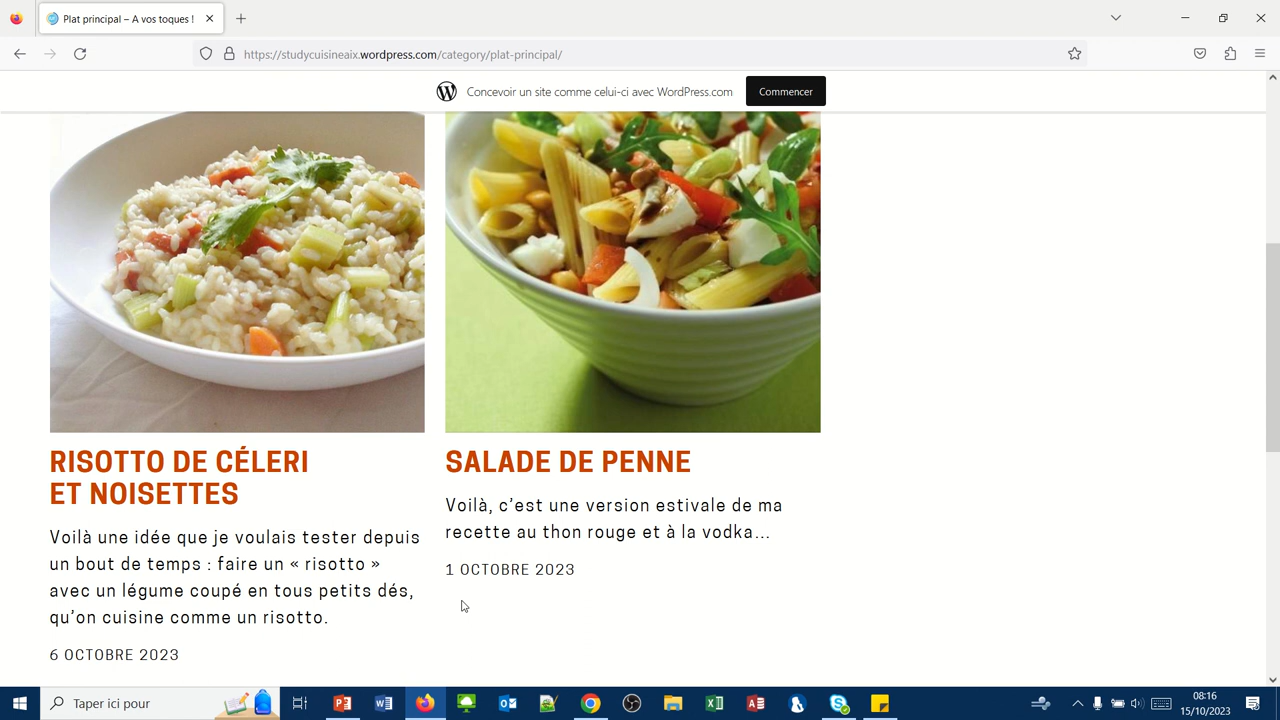 Plat principal – A vos toques !
https://studycuisineaix.wordpress.com/category/plat-principal/
Concevoir un site comme celui-ci avec WordPress.com
Commencer
RISOTTO DE CÉLERI
ET NOISETTES
Voilà une idée que je voulais tester depuis
un bout de temps : faire un « risotto »
avec un légume coupé en tous petits dés,
qu'on cuisine comme un risotto.
6 OCTOBRE 2023
SALADE DE PENNE
Voilà, c'est une version estivale de ma
recette au thon rouge et à la vodka…
1 OCTOBRE 2023
Taper ici pour
08:16
15/10/2023